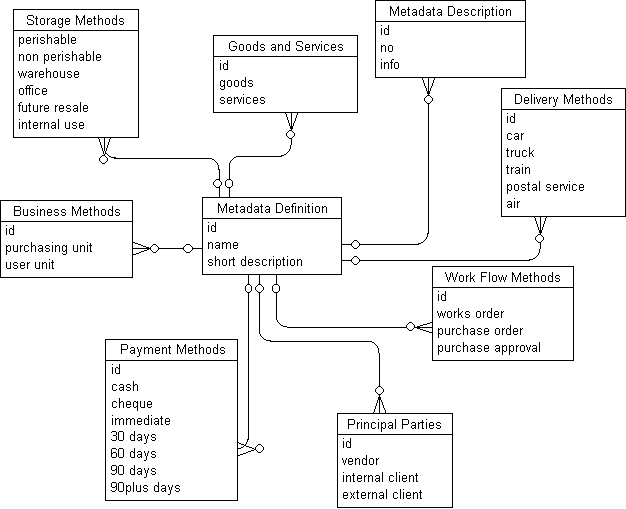 Storage Methods
perishable
non perishable
warehouse
office
future resale
internal use
Goods and Services
id
goods
services
Metadata Description
id
no
info
Delivery Methods
id
car
truck
train
postal service
air
Business Methods
id
purchasing unit
user unit
Metadata Definition
id
name
short description
Work Flow Methods
id
works order
purchase order
purchase approval
Payment Methods
id
cash
cheque
immediate
30 days
60 days
90 days
90plus days
Principal Parties
id
vendor
internal client
external client